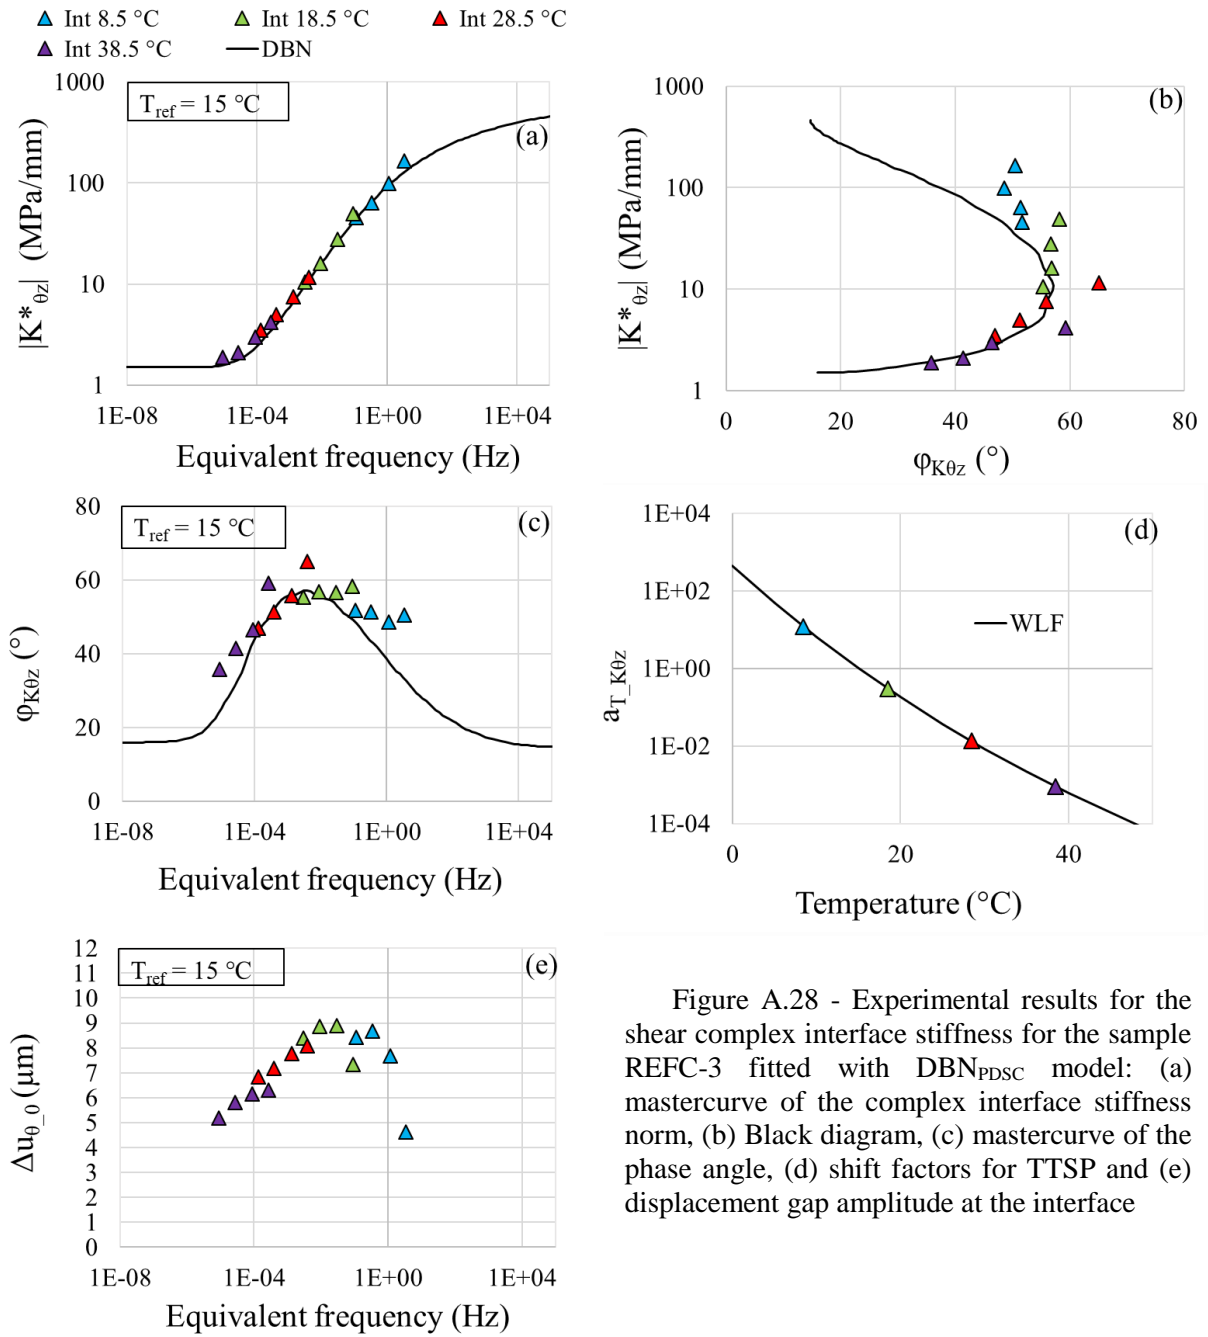 Int 8.5 °C
Int 18.5 °C
Int 28.5 °C
Int 38.5 °C
DBN
1000
100
10
1
Tref = 15 °C
(a)
|K*θz| (MPa/mm)
1E-08
1E-04
1E+00
1E+04
Equivalent frequency (Hz)
1000
100
10
1
(b)
|K*θz| (MPa/mm)
0
20
40
60
80
φKθz (°)
80
60
40
20
0
Tref = 15 °C
(c)
φKθz (°)
1E-08
1E-04
1E+00
1E+04
Equivalent frequency (Hz)
1E+04
1E+02
1E+00
1E-02
1E-04
(d)
WLF
aT_Kθz
0
20
40
Temperature (°C)
12
11
10
9
8
7
6
5
4
3
2
1
0
Tref = 15 °C
(e)
Δuθ_0 (μm)
1E-08
1E-04
1E+00
1E+04
Equivalent frequency (Hz)
Figure A.28 - Experimental results for the
shear complex interface stiffness for the sample
REFC-3 fitted with DBNPDSC model: (a)
mastercurve of the complex interface stiffness
norm, (b) Black diagram, (c) mastercurve of the
phase angle, (d) shift factors for TTSP and (e)
displacement gap amplitude at the interface